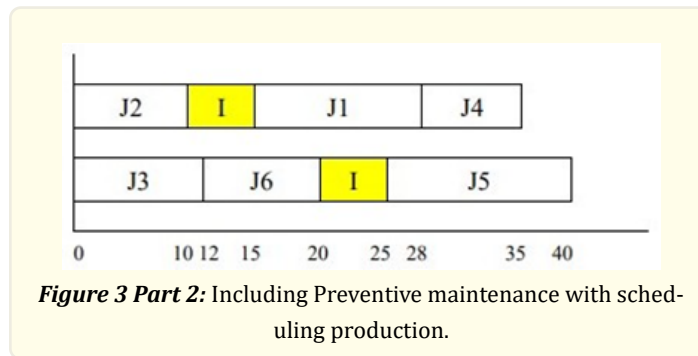 J2 I J1 J4
J3 J6 I J5
0 10 12 15 20 25 28 35 40
Figure 3 Part 2: Including Preventive maintenance with sched-
uling production.